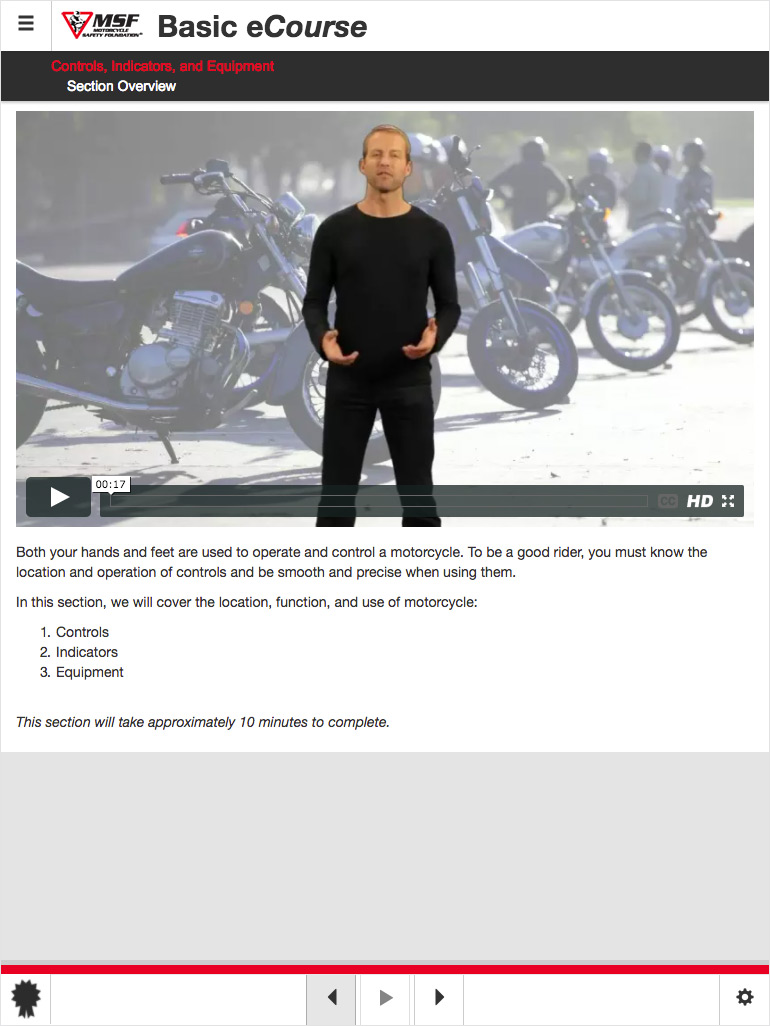 MSF
MOTORCYCLE
SAFETY FOUNDATION
Basic eCourse
Controls, Indicators, and Equipment
Section Overview
00:17
CC
HD
Both your hands and feet are used to operate and control a motorcycle. To be a good rider, you must know the
location and operation of controls and be smooth and precise when using them.
In this section, we will cover the location, function, and use of motorcycle:
1. Controls
2. Indicators
3. Equipment
This section will take approximately 10 minutes to complete.